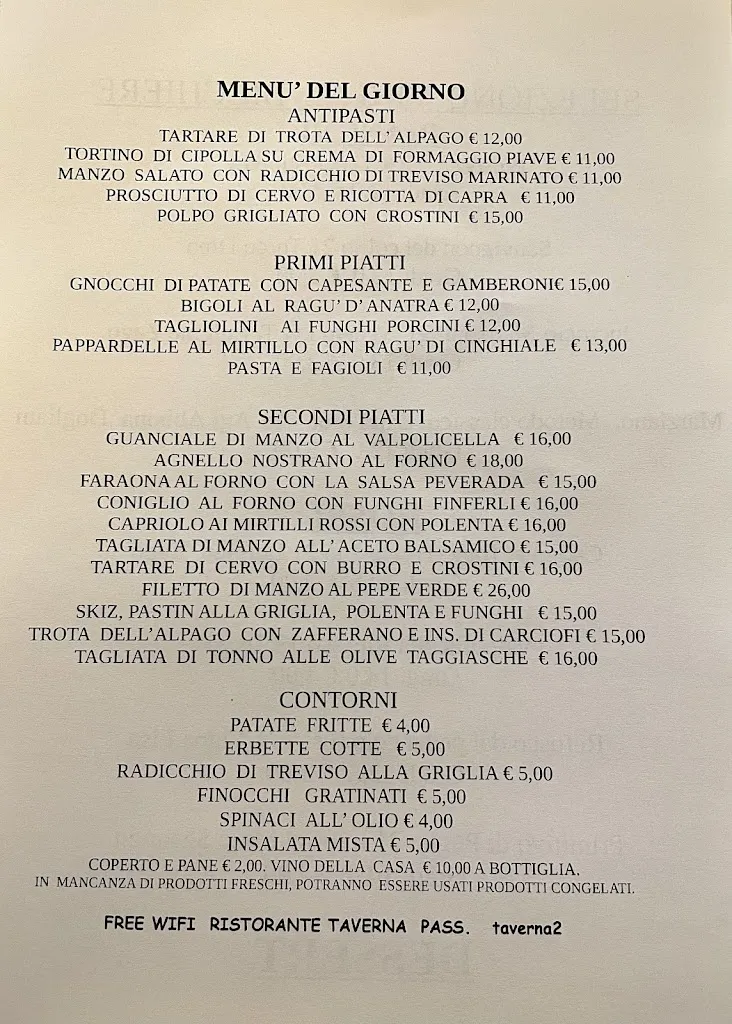 MENU' DEL GIORNO
ANTIPASTI
TARTARE DI TROTA DELL'ALPAGO € 12,00
TORTINO DI CIPOLLA SU CREMA DI FORMAGGIO PIAVE € 11,00
MANZO SALATO CON RADICCHIO DI TREVISO MARINATO € 11,00
PROSCIUTTO DI CERVO E RICOTTA DI CAPRA € 11,00
POLPO GRIGLIATO CON CROSTINI € 15,00
PRIMI PIATTI
GNOCCHI DI PATATE CON CAPESANTE E GAMBERONI€ 15,00
BIGOLI AL RAGU' D'ANATRA € 12,00
TAGLIOLINI AI FUNGHI PORCINI € 12,00
PAPPARDELLE AL MIRTILLO CON RAGU' DI CINGHIALE € 13,00
PASTA E FAGIOLI € 11,00
SECONDI PIATTI
GUANCIALE DI MANZO AL VALPOLICELLA € 16,00
AGNELLO NOSTRANO AL FORNO € 18,00
FARAONA AL FORNO CON LA SALSA PEVERADA € 15,00
CONIGLIO AL FORNO CON FUNGHI FINFERLI € 16,00
CAPRIOLO AI MIRTILLI ROSSI CON POLENTA € 16,00
TAGLIATA DI MANZO ALL'ACETO BALSAMICO € 15,00
TARTARE DI CERVO CON BURRO E CROSTINI € 16,00
FILETTO DI MANZO AL PEPE VERDE € 26,00
SKIZ, PASTIN ALLA GRIGLIA, POLENTA E FUNGHI € 15,00
TROTA DELL'ALPAGO CON ZAFFERANO E INS. DI CARCIOFI € 15,00
TAGLIATA DI TONNO ALLE OLIVE TAGGIASCHE € 16,00
CONTORNI
PATATE FRITTE € 4,00
ERBETTE COTTE € 5,00
RADICCHIO DI TREVISO ALLA GRIGLIA € 5,00
FINOCCHI GRATINATI € 5,00
SPINACI ALL'OLIO € 4,00
INSALATA MISTA € 5,00
COPERTO E PANE € 2,00. VINO DELLA CASA € 10,00 A BOTTIGLIA.
IN MANCANZA DI PRODOTTI FRESCHI, POTRANNO ESSERE USATI PRODOTTI CONGELATI.
FREE WIFI RISTORANTE TAVERNA PASS. taverna2